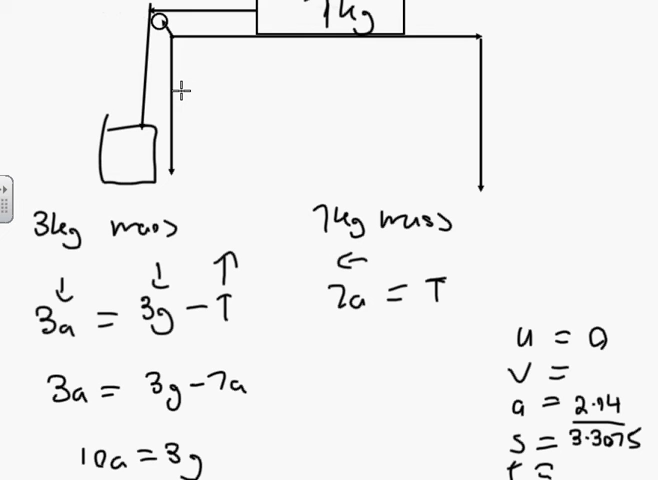 7kg
3kg mass
7kg mass
3a = 3g - T
7a = T
3a = 3g - 7a
10a = 3g
u = 0
v =
a = 2.94
s = 3.3075
t =